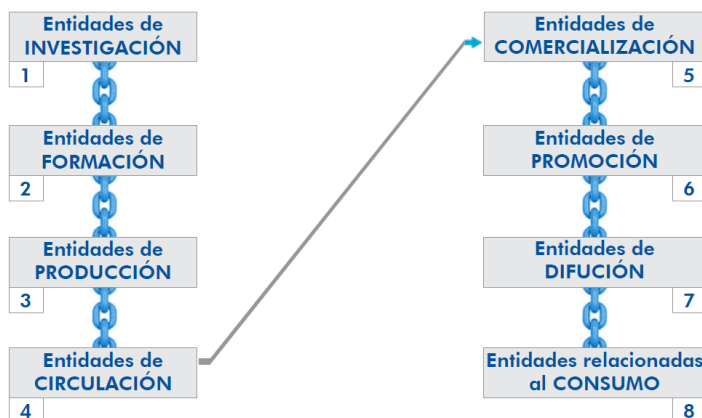 Entidades de
INVESTIGACIÓN
1
Entidades de
FORMACIÓN
2
Entidades de
PRODUCCIÓN
3
Entidades de
CIRCULACIÓN
4
Entidades de
COMERCIALIZACIÓN
5
Entidades de
PROMOCIÓN
6
Entidades de
DIFUCIÓN
7
Entidades relacionadas
al CONSUMO
8